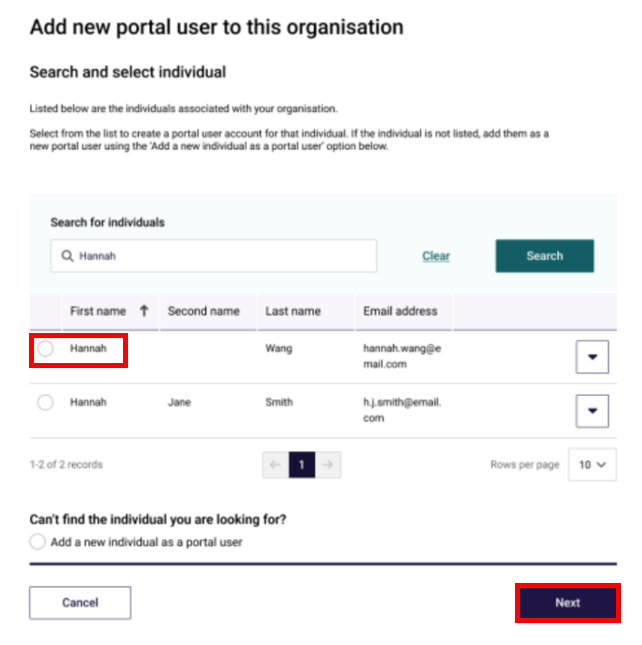 Add new portal user to this organisation
Search and select individual
Listed below are the individuals associated with your organisation.
Select from the list to create a portal user account for that individual. If the individual is not listed, add them as a
new portal user using the 'Add a new individual as a portal user' option below.
Search for individuals
Hannah Clear Search
First name Second name Last name Email address
Hannah Wang hannah.wang@e
mail.com
Hannah Jane Smith h.j.smith@email.
com
1-2 of 2 records 1 Rows per page 10
Can't find the individual you are looking for?
Add a new individual as a portal user
Cancel Next